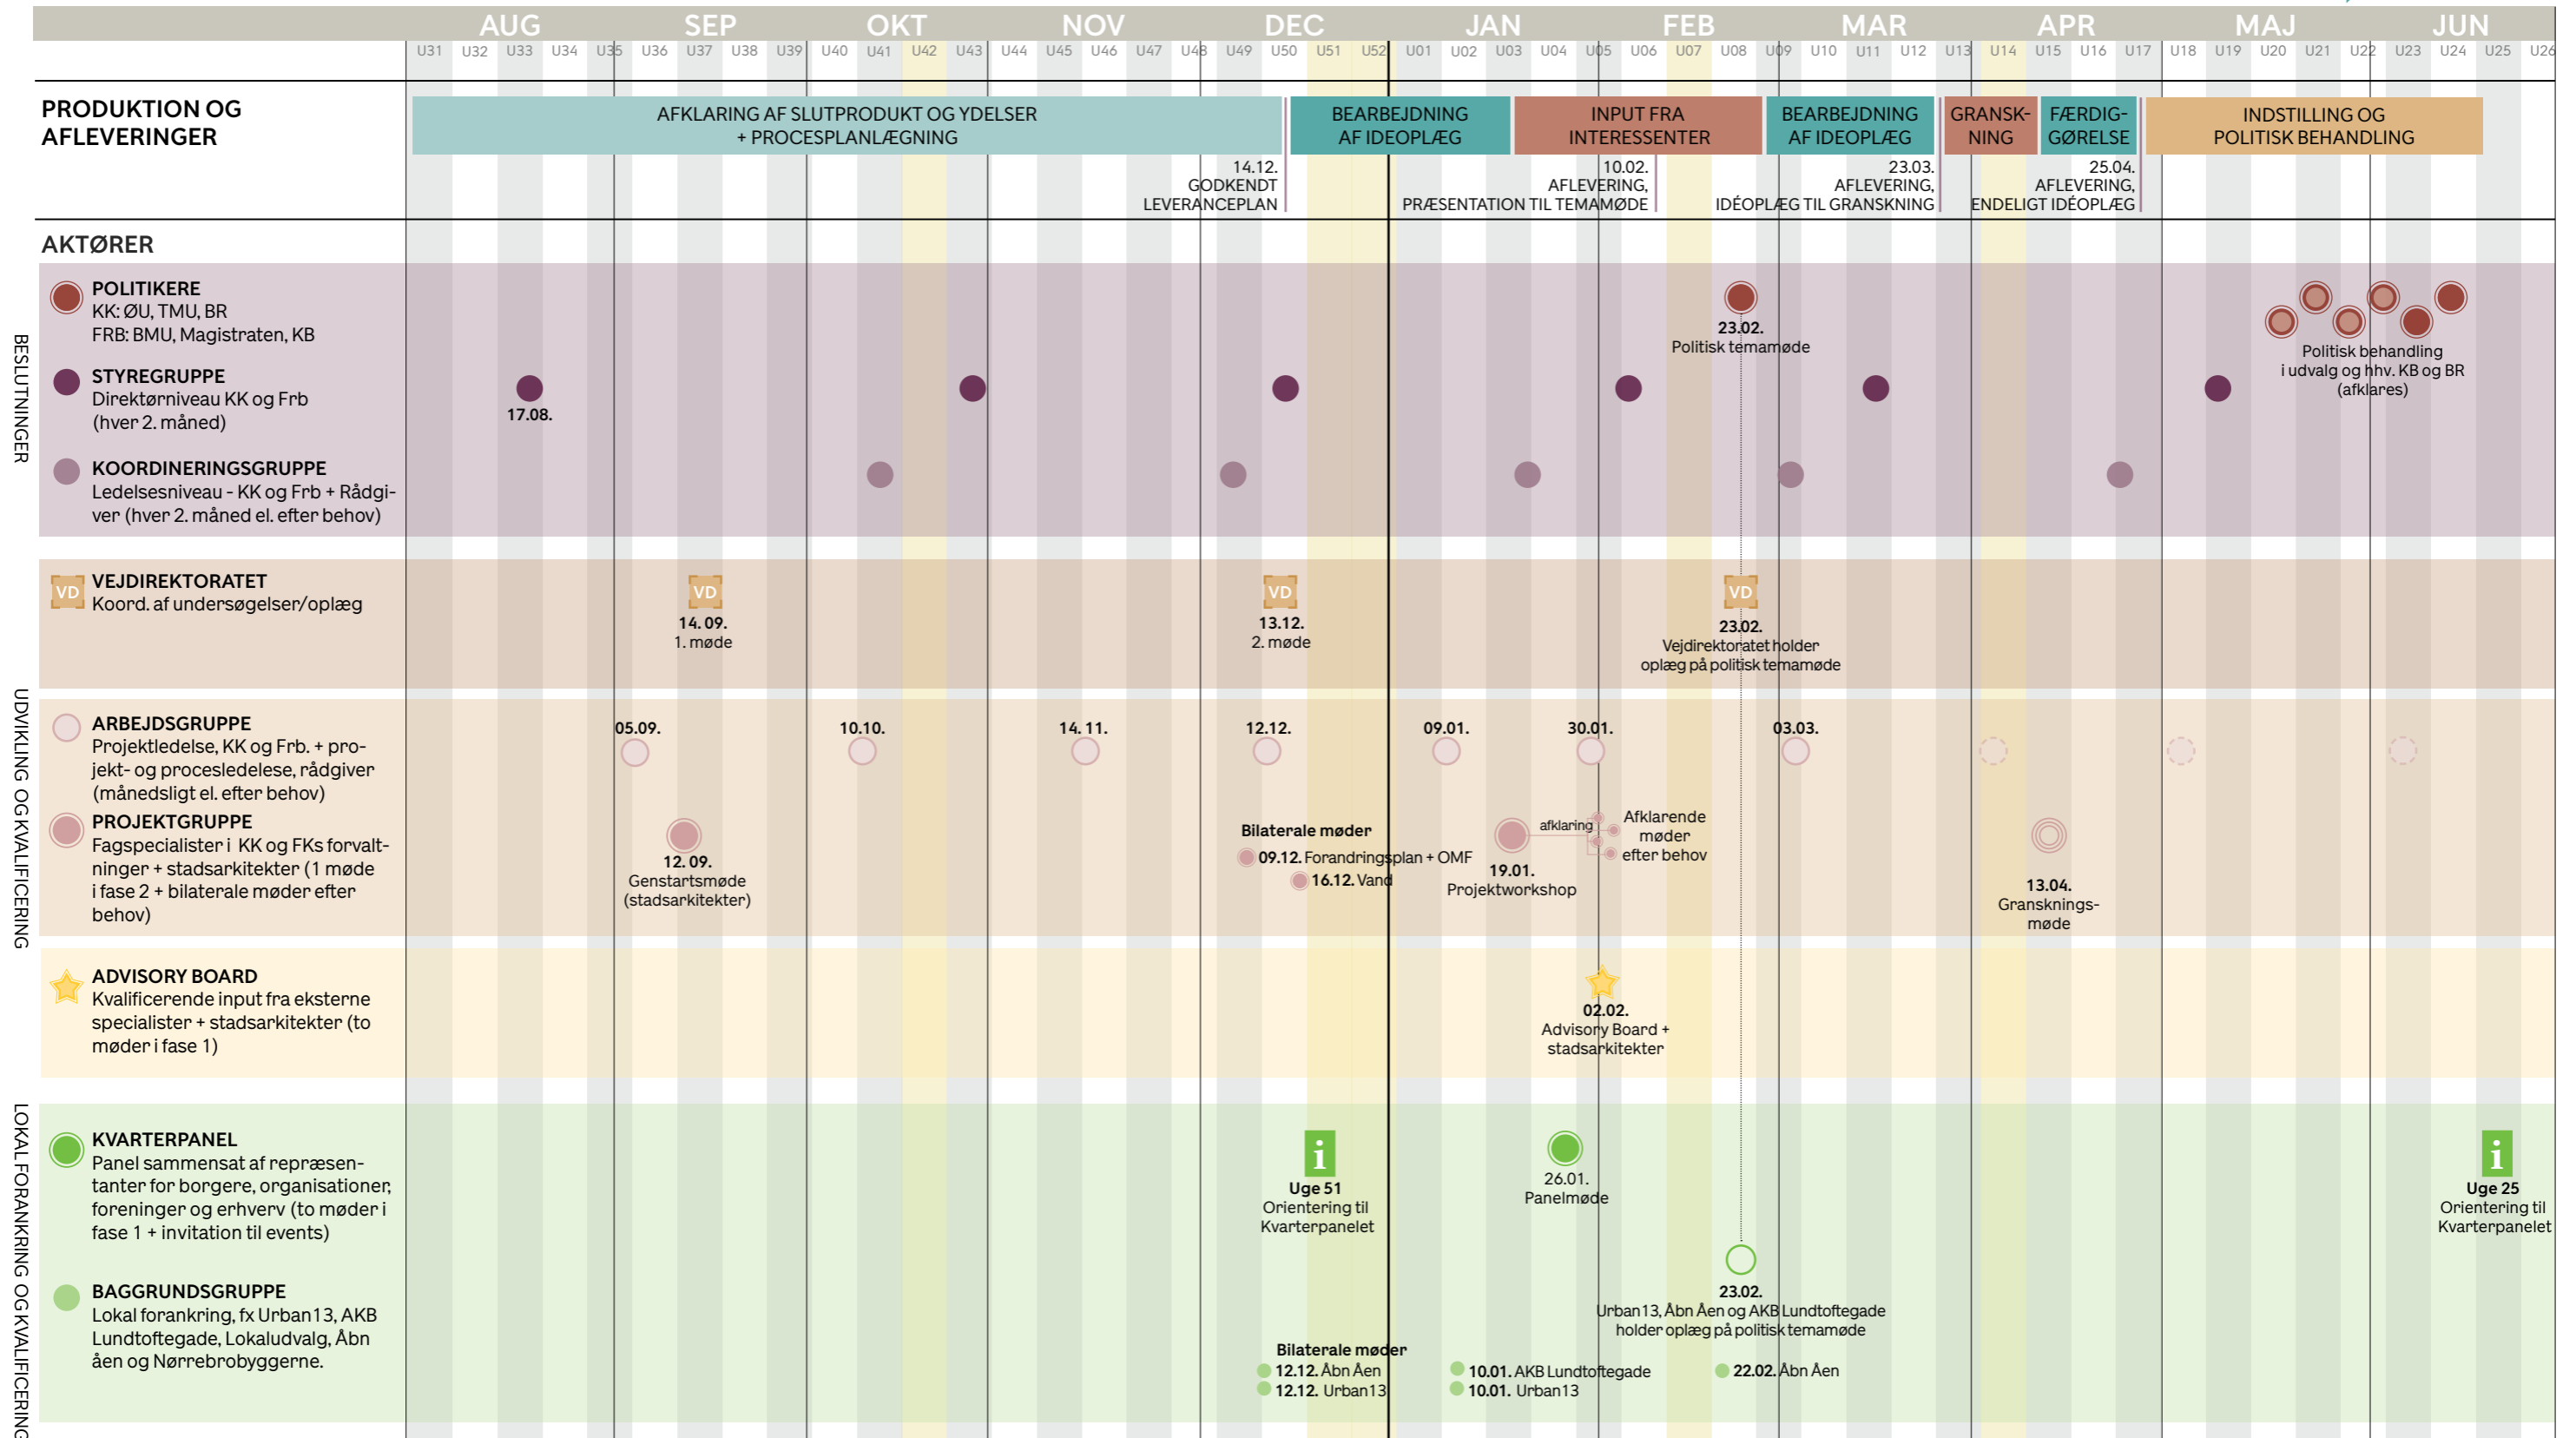 AUG SEP OKT NOV DEC JAN FEB MAR APR MAJ JUN
U31 U32 U33 U34 U35 U36 U37 U38 U39 U40 U41 U42 U43 U44 U45 U46 U47 U48 U49 U50 U51 U52 U01 U02 U03 U04 U05 U06 U07 U08 U09 U10 U11 U12 U13 U14 U15 U16 U17 U18 U19 U20 U21 U22 U23 U24 U25 U26
PRODUKTION OG
AFLEVERINGER
AFKLARING AF SLUTPRODUKT OG YDELSER
+ PROCESPLANLÆGNING
BEARBEJDNING
AF IDEOPLÆG
INPUT FRA
INTERESSENTER
BEARBEJDNING
AF IDEOPLÆG
GRANSK-
NING
FÆRDIG-
GØRELSE
INDSTILLING OG
POLITISK BEHANDLING
14.12.
GODKENDT
LEVERANCEPLAN
10.02.
AFLEVERING,
PRÆSENTATION TIL TEMAMØDE
23.03.
AFLEVERING,
IDÉOPLÆG TIL GRANSKNING
25.04.
AFLEVERING,
ENDELIGT IDÉOPLÆG
AKTØRER
BESLUTNINGER
POLITIKERE
KK: ØU, TMU, BR
FRB: BMU, Magistraten, KB
23.02.
Politisk temamøde
Politisk behandling
i udvalg og hhv. KB og BR
(afklares)
STYREGRUPPE
Direktørniveau KK og Frb
(hver 2. måned)
17.08.
KOORDINERINGSGRUPPE
Ledelsesniveau - KK og Frb + Rådgi-
ver (hver 2. måned el. efter behov)
UDVIKLING OG KVALIFICERING
VD
VEJDIREKTORATET
Koord. af undersøgelser/oplæg
VD
14. 09.
1. møde
VD
13.12.
2. møde
VD
23.02.
Vejdirektoratet holder
oplæg på politisk temamøde
ARBEJDSGRUPPE
Projektledelse, KK og Frb. + pro-
jekt- og procesledelese, rådgiver
(månedsligt el. efter behov)
05.09.
10.10.
14. 11.
12.12.
09.01.
30.01.
03.03.
PROJEKTGRUPPE
Fagspecialister i KK og FKs forvalt-
ninger + stadsarkitekter (1 møde
i fase 2 + bilaterale møder efter
behov)
12. 09.
Genstartsmøde
(stadsarkitekter)
Bilaterale møder
09.12. Forandringsplan + OMF
16.12. Vand
19.01.
Projektworkshop
afklaring
Afklarende
møder
efter behov
13.04.
Gransknings-
møde
ADVISORY BOARD
Kvalificerende input fra eksterne
specialister + stadsarkitekter (to
møder i fase 1)
02.02.
Advisory Board +
stadsarkitekter
LOKAL FORANKRING OG KVALIFICERING
KVARTERPANEL
Panel sammensat af repræsen-
tanter for borgere, organisationer,
foreninger og erhverv (to møder i
fase 1 + invitation til events)
i
Uge 51
Orientering til
Kvarterpanelet
26.01.
Panelmøde
i
Uge 25
Orientering til
Kvarterpanelet
BAGGRUNDSGRUPPE
Lokal forankring, fx Urban13, AKB
Lundtoftegade, Lokaludvalg, Åbn
åen og Nørrebrobyggerne.
23.02.
Urban13, Åbn Åen og AKB Lundtoftegade
holder oplæg på politisk temamøde
Bilaterale møder
12.12. Åbn Åen
12.12. Urban13
10.01. AKB Lundtoftegade
10.01. Urban13
22.02. Åbn Åen